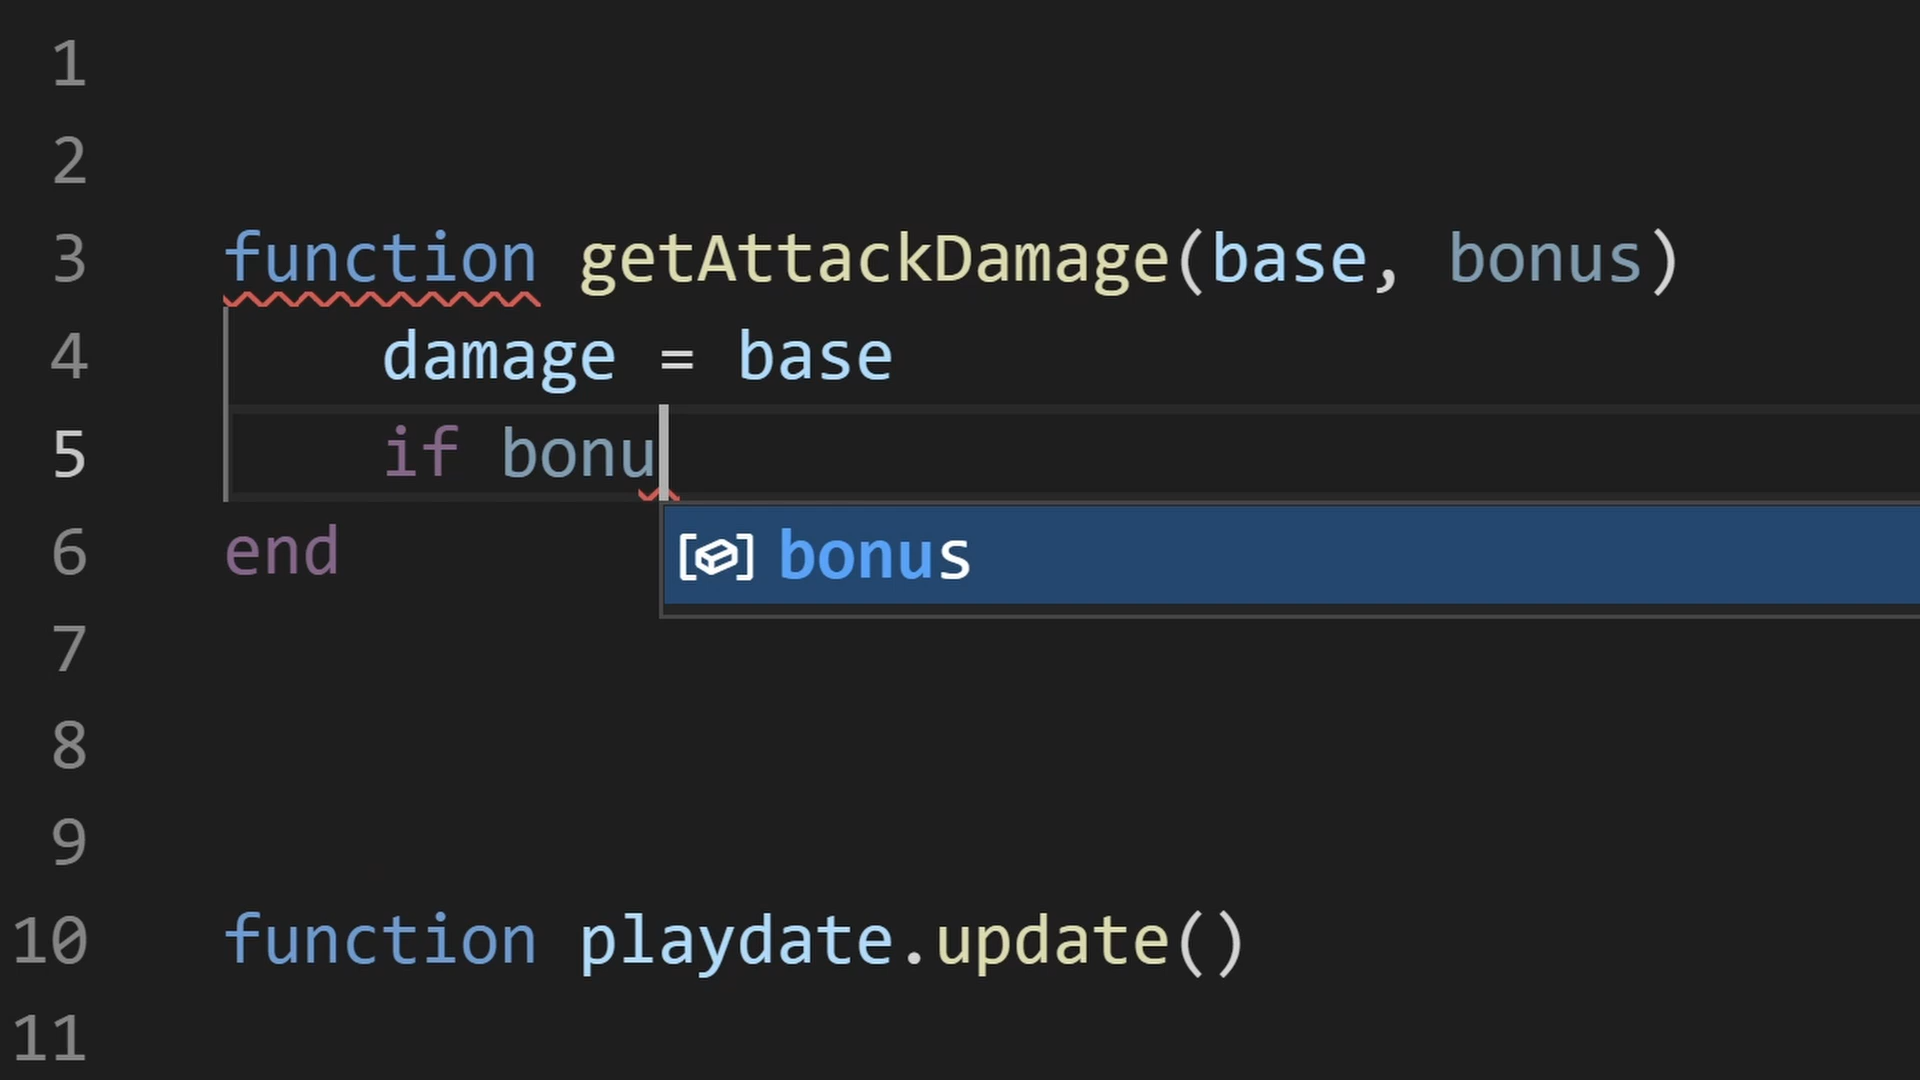 1
2
3 function getAttackDamage(base, bonus)
4 damage = base
5 if bonu
bonus
6 end
7
8
9
10 function playdate.update()
11